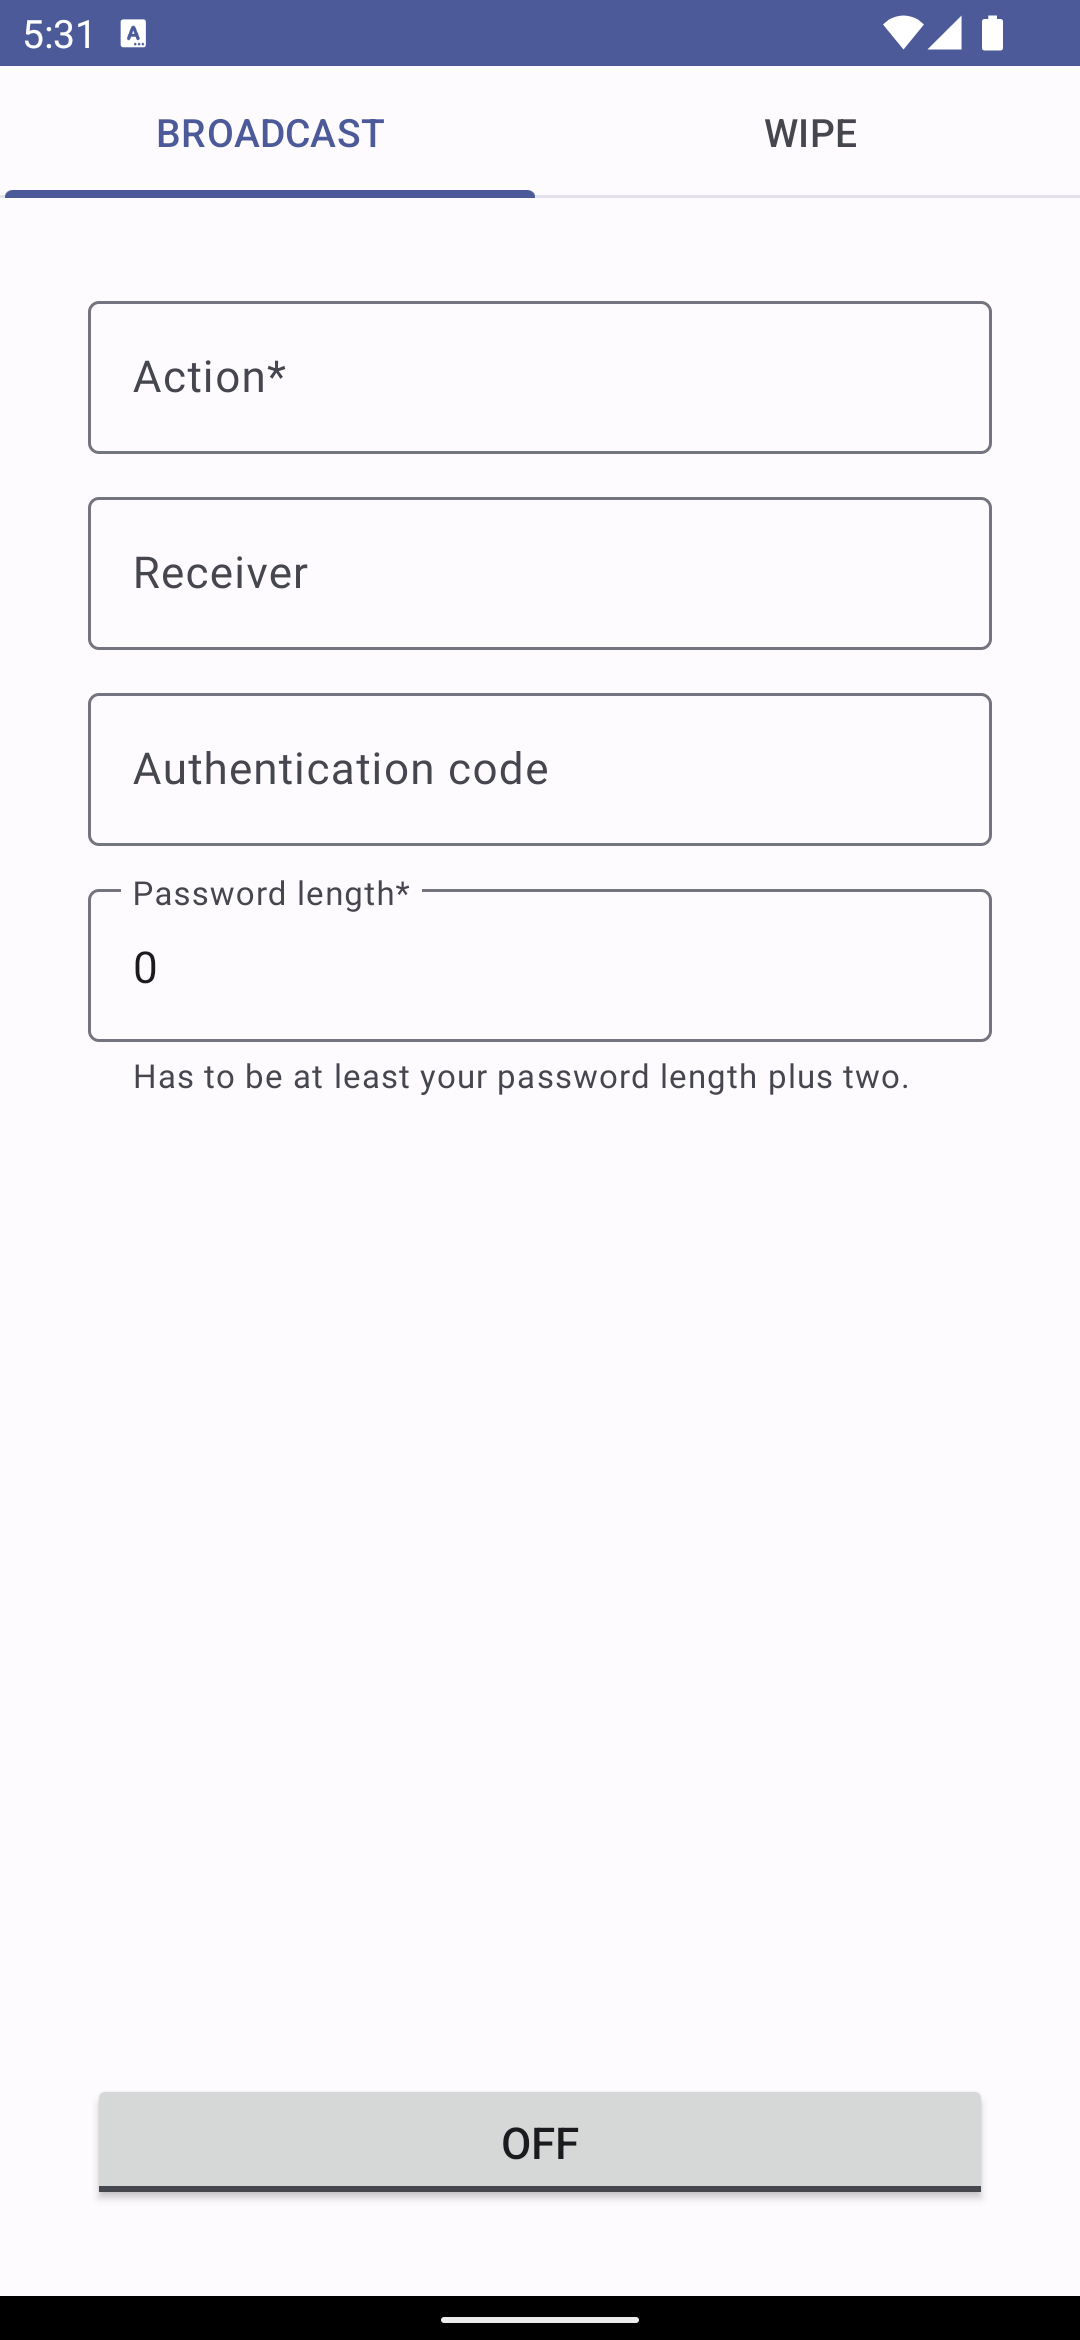 5:31
BROADCAST
WIPE
Action*
Receiver
Authentication code
Password length*
0
Has to be at least your password length plus two.
OFF